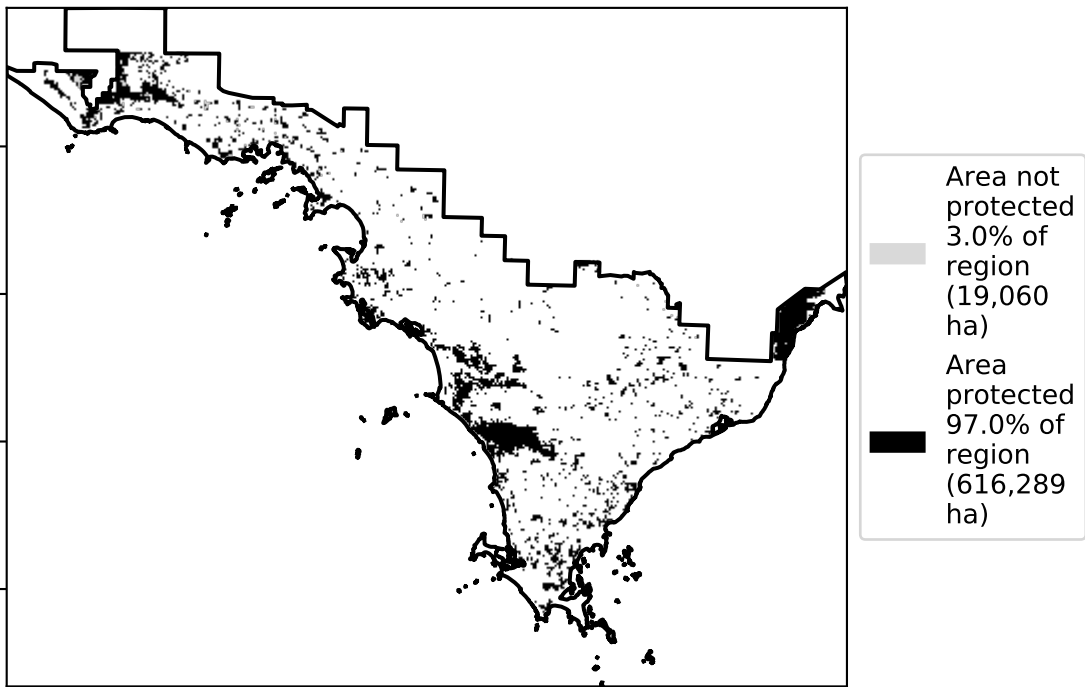 Area not
protected
3.0% of
region
(19,060
ha)
Area
protected
97.0% of
region
(616,289
ha)